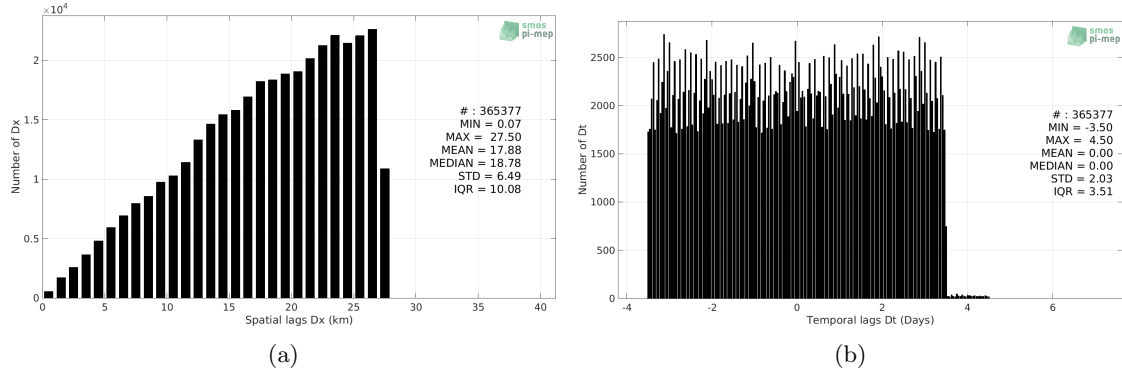 ×10⁴
2
1.5
1
0.5
0
Number of Dx
0 5 10 15 20 25 30 35 40
Spatial lags Dx (km)
smos
pi-mep
# : 365377
MIN = 0.07
MAX = 27.50
MEAN = 17.88
MEDIAN = 18.78
STD = 6.49
IQR = 10.08
(a)
2500
2000
1500
1000
500
0
Number of Dt
-4 -2 0 2 4 6
Temporal lags Dt (Days)
smos
pi-mep
# : 365377
MIN = -3.50
MAX = 4.50
MEAN = 0.00
MEDIAN = 0.00
STD = 2.03
IQR = 3.51
(b)